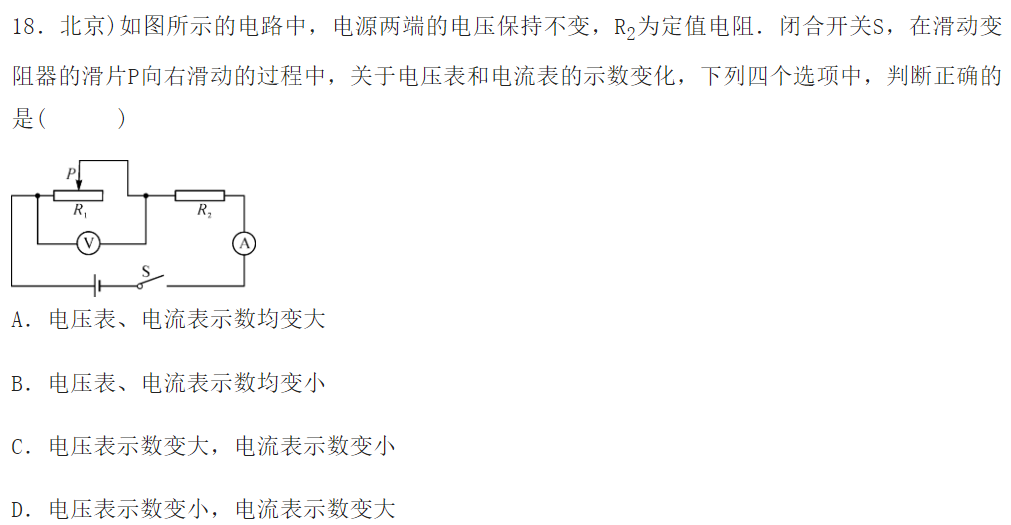 18．北京)如图所示的电路中，电源两端的电压保持不变，R₂为定值电阻．闭合开关S，在滑动变
阻器的滑片P向右滑动的过程中，关于电压表和电流表的示数变化，下列四个选项中，判断正确的
是(　　　)
P
R₁
R₂
V
A
S
A．电压表、电流表示数均变大
B．电压表、电流表示数均变小
C．电压表示数变大，电流表示数变小
D．电压表示数变小，电流表示数变大